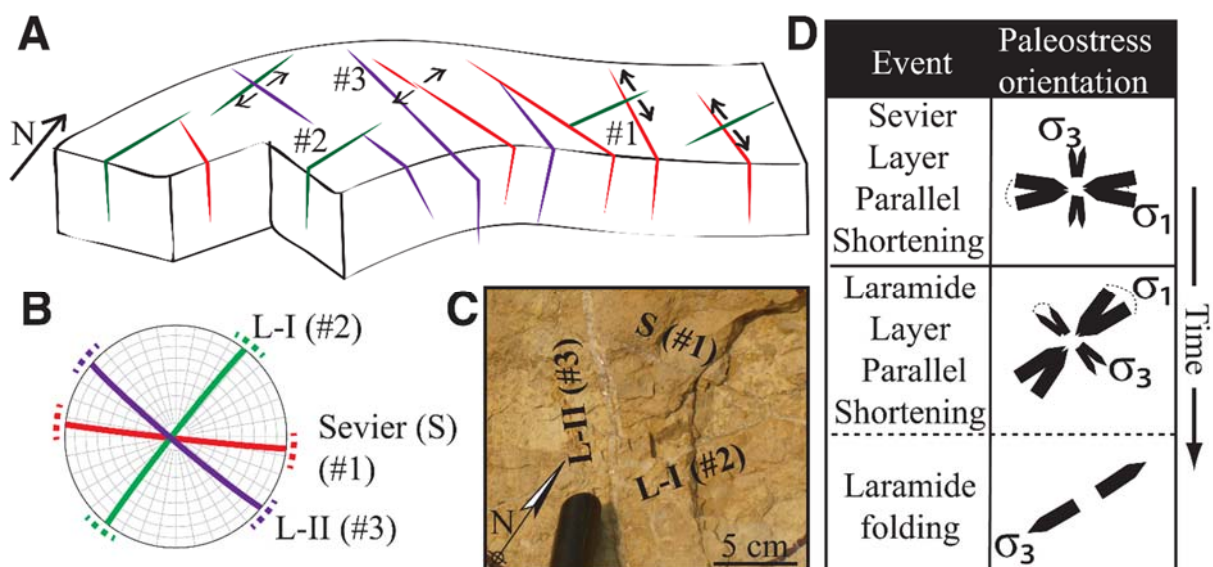 A
N
#3
#2
#1
B
L-I (#2)
Sevier (S)
(#1)
L-II (#3)
C
S (#1)
L-II (#3)
L-I (#2)
N
5 cm
D
Event
Paleostress
orientation
Sevier
Layer
Parallel
Shortening
σ3
σ1
Laramide
Layer
Parallel
Shortening
σ1
σ3
Laramide
folding
σ3
Time